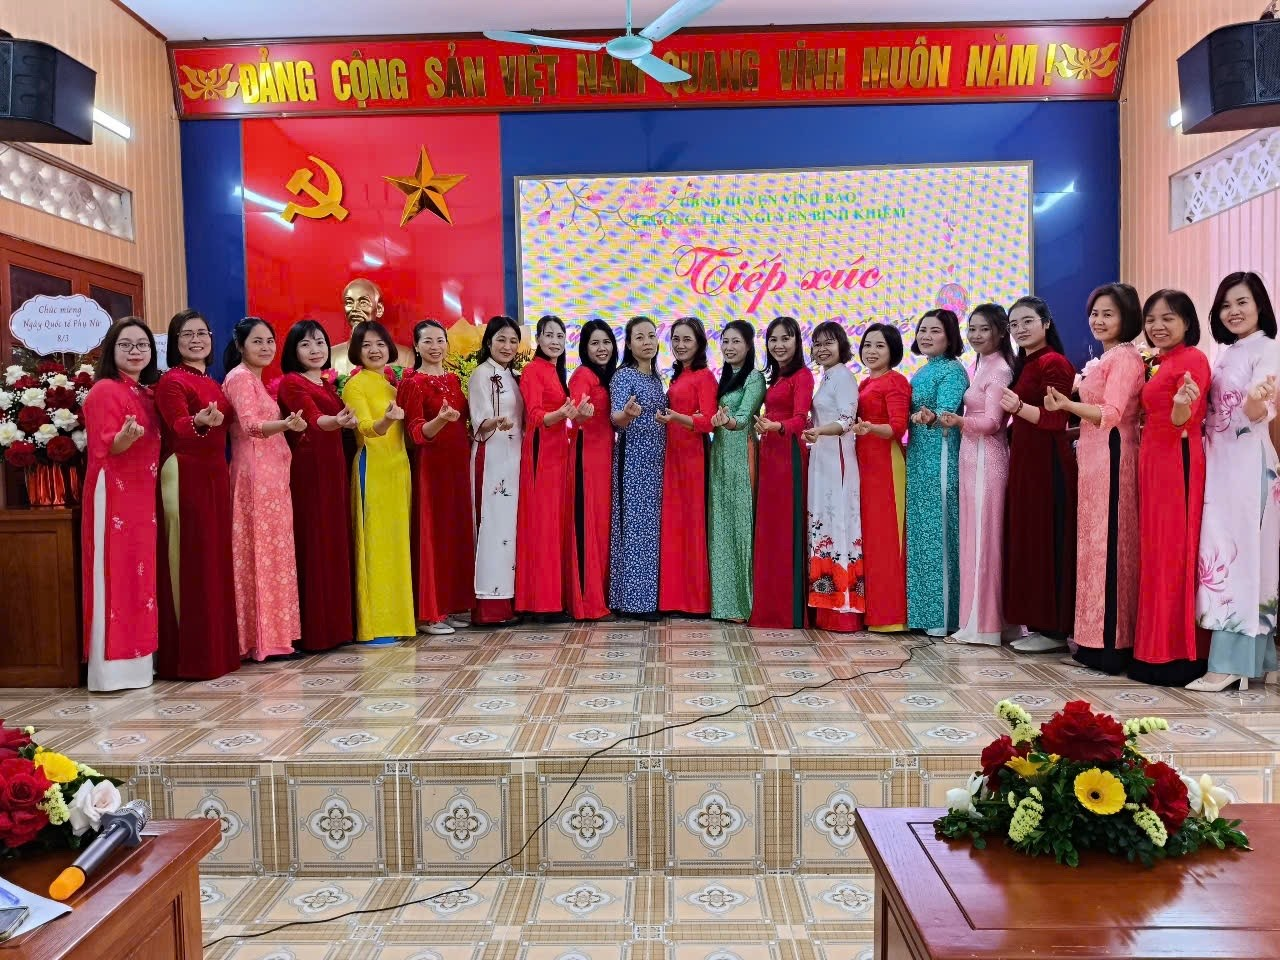 ĐẢNG CỘNG SẢN VIỆT NAM QUANG VINH MUÔN NĂM !
UBND HUYỆN VĨNH BẢO
TRƯỜNG THCS NGUYỄN BỈNH KHIÊM
Tiếp xúc
Chúc mừng
Ngày Quốc tế Phụ Nữ
8/3